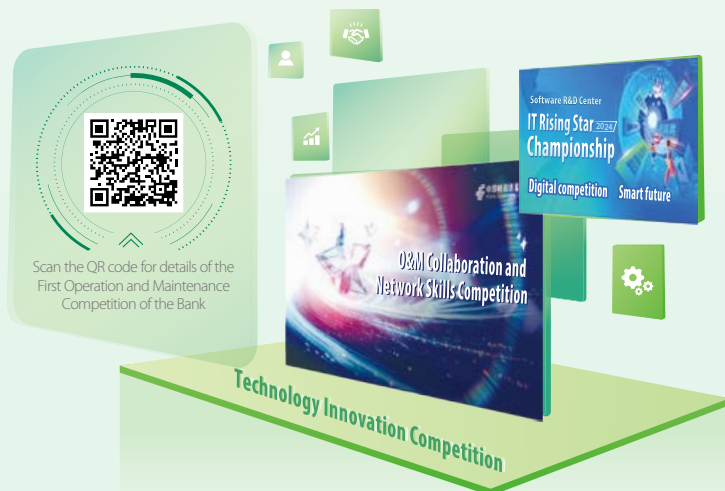 Scan the QR code for details of the
First Operation and Maintenance
Competition of the Bank
Software R&D Center
IT Rising Star 2024
Championship
Digital competition Smart future
O&M Collaboration and
Network Skills Competition
Technology Innovation Competition